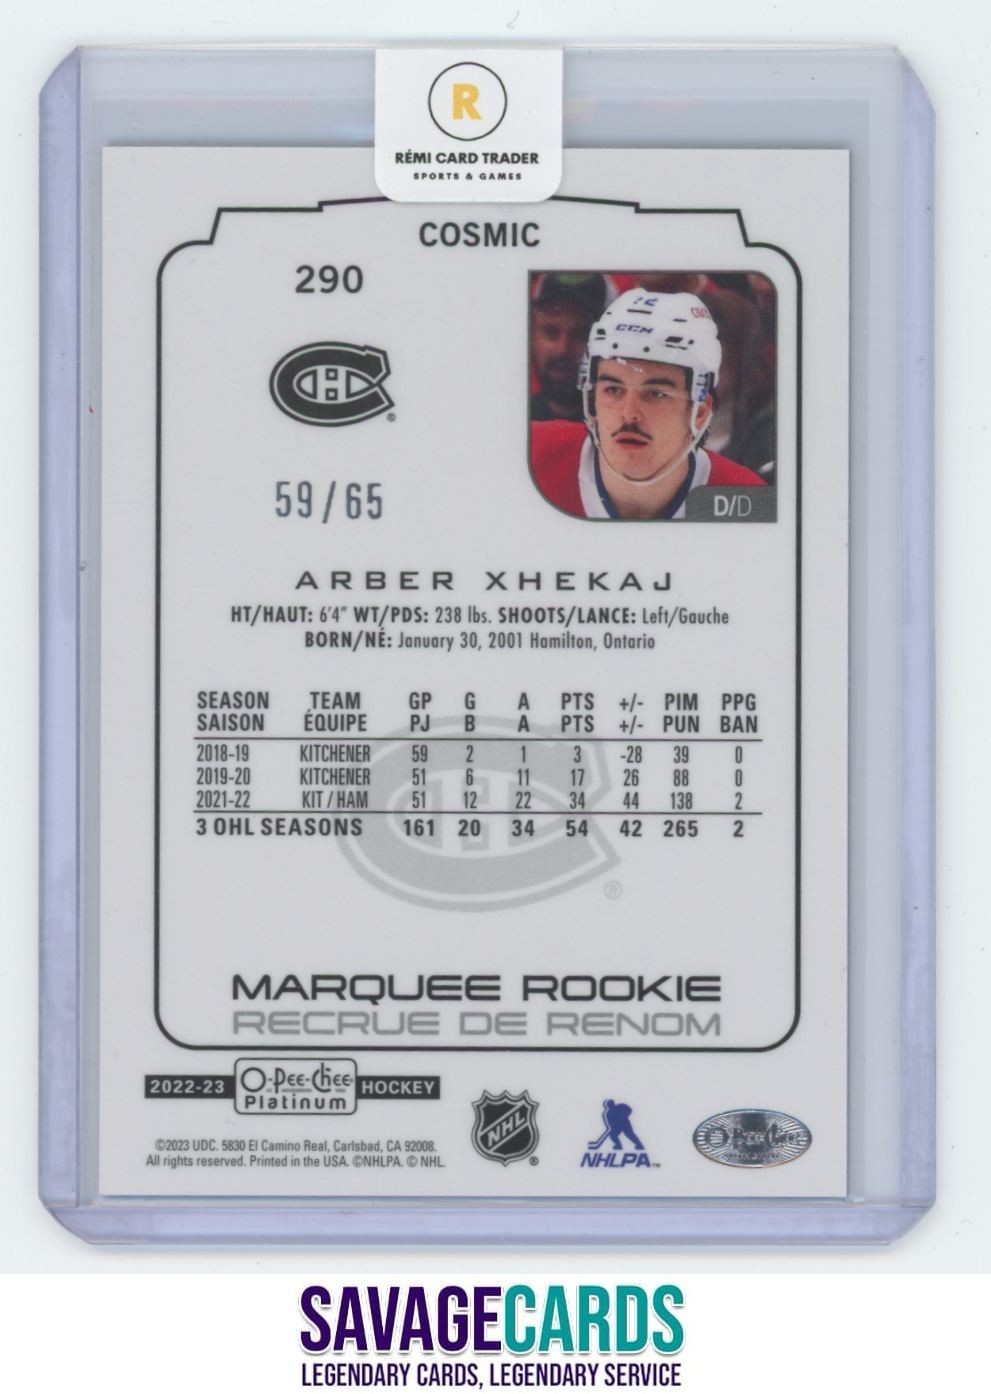 R
RÉMI CARD TRADER
SPORTS & GAMES
COSMIC
290
72
CCM
CH
®
59/65
D/D
ARBER XHEKAJ
HT/HAUT: 6'4" WT/PDS: 238 lbs. SHOOTS/LANCE: Left/Gauche
BORN/NÉ: January 30, 2001 Hamilton, Ontario
SEASON TEAM GP G A PTS +/- PIM PPG
SAISON ÉQUIPE PJ B A PTS +/- PUN BAN
2018-19 KITCHENER 59 2 1 3 -28 39 0
2019-20 KITCHENER 51 6 11 17 26 88 0
2021-22 KIT / HAM 51 12 22 34 44 138 2
3 OHL SEASONS 161 20 34 54 42 265 2
®
MARQUEE ROOKIE
RECRUE DE RENOM
2022-23 O-Pee-Chee Platinum HOCKEY
NHL ®
NHLPA™
O-Pee-Chee
©2023 UDC. 5830 El Camino Real, Carlsbad, CA 92008.
All rights reserved. Printed in the USA. ©NHLPA. © NHL.
SAVAGECARDS
LEGENDARY CARDS, LEGENDARY SERVICE